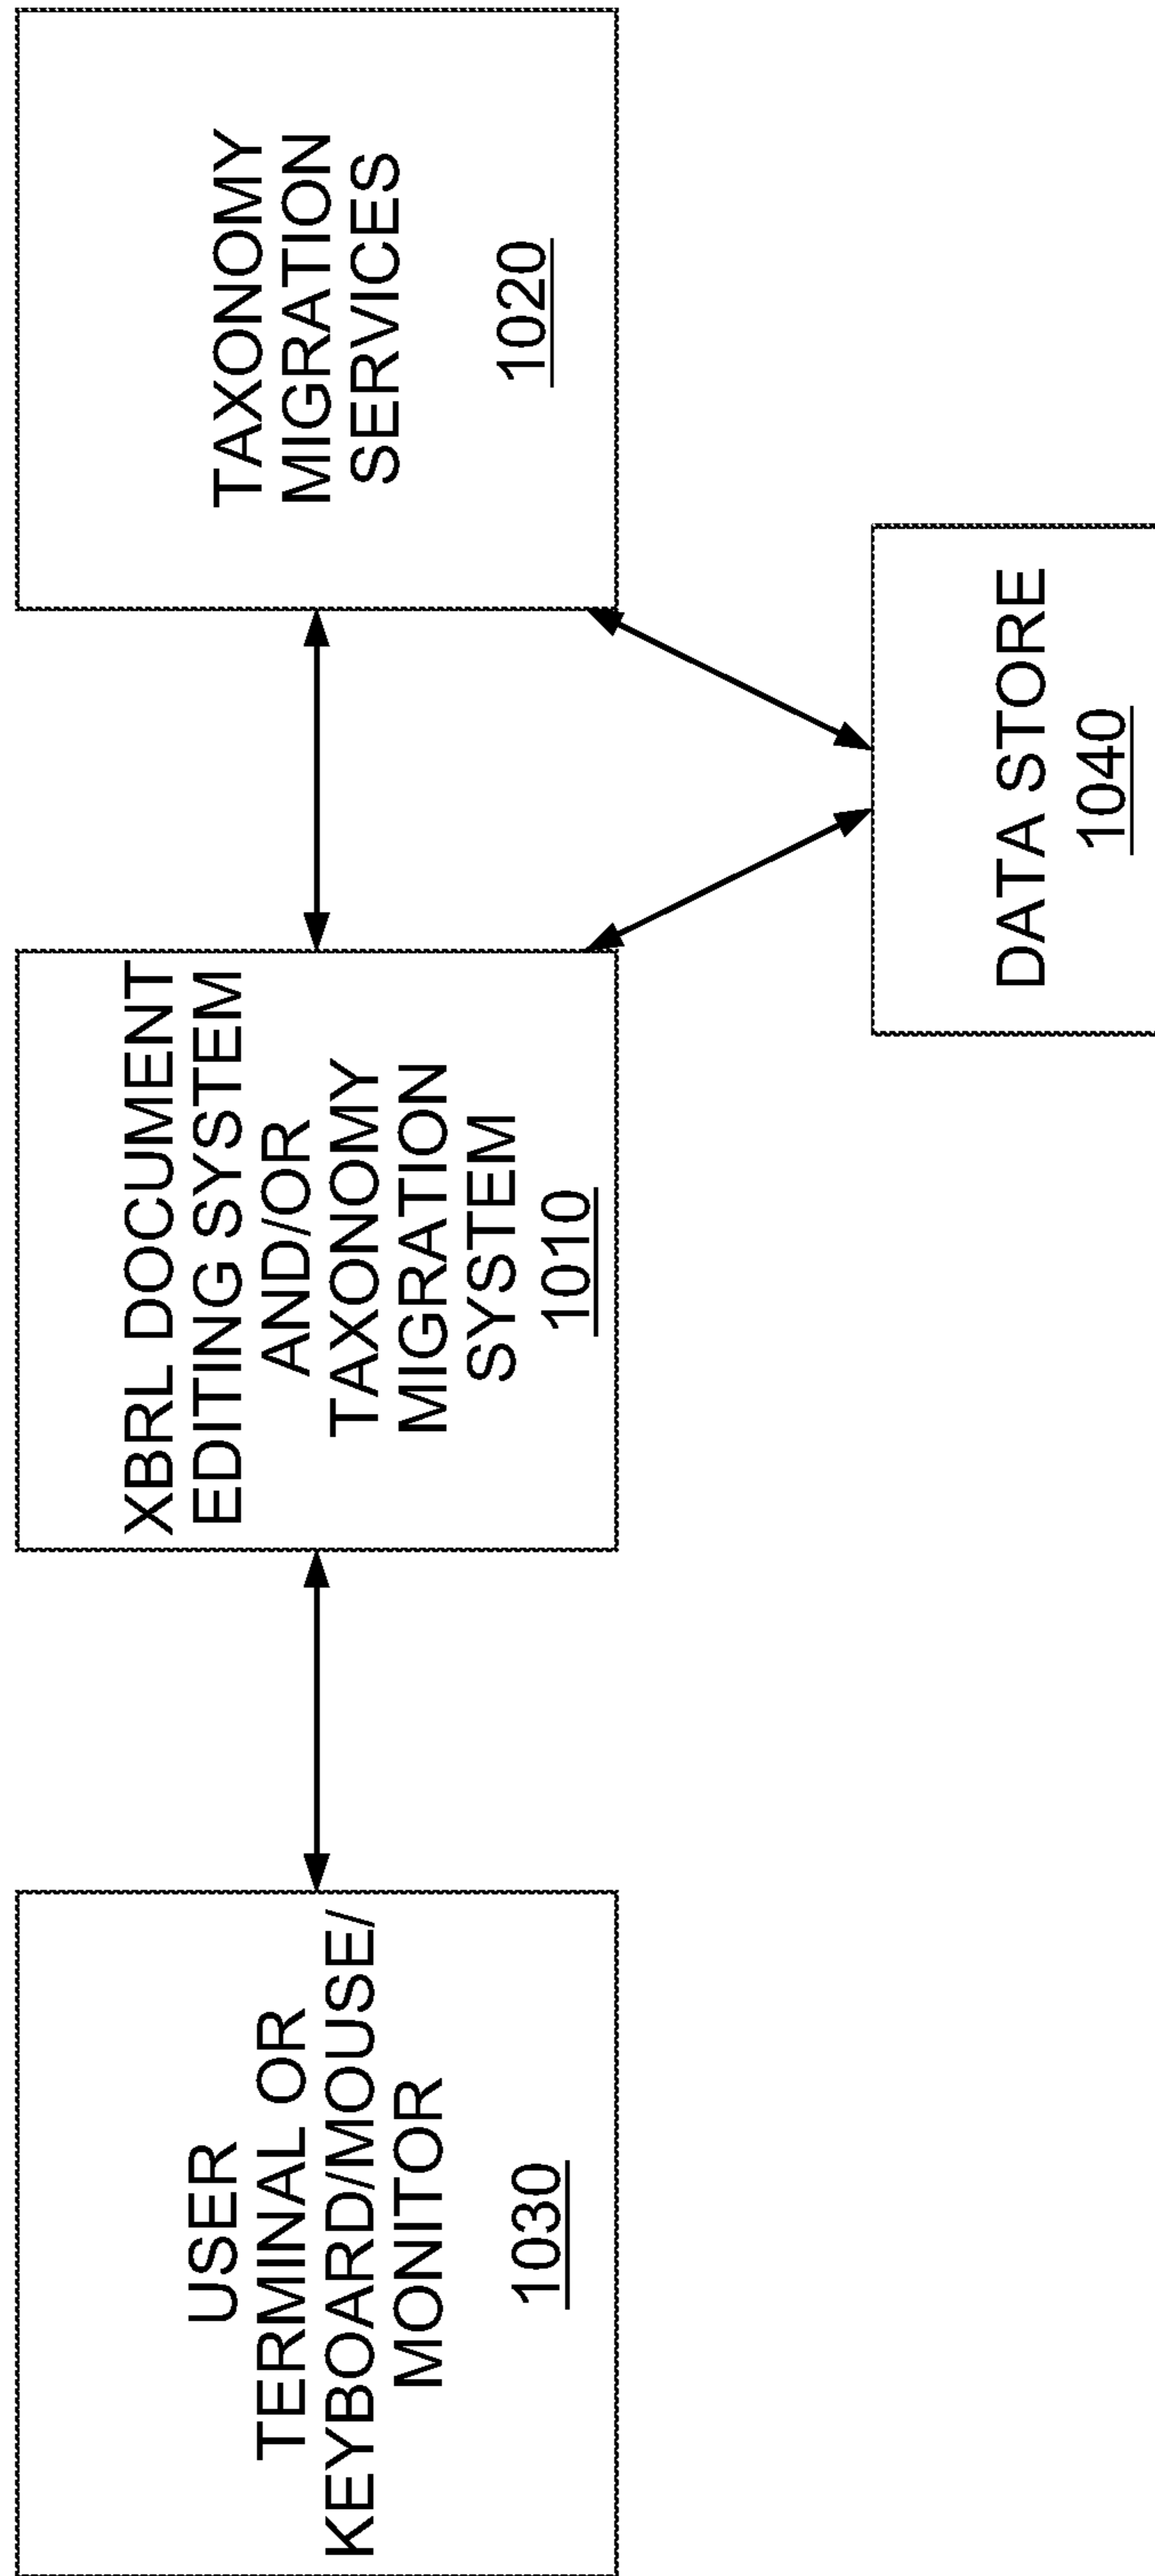 USER
TERMINAL OR
KEYBOARD/MOUSE/
MONITOR
1030
XBRL DOCUMENT
EDITING SYSTEM
AND/OR
TAXONOMY
MIGRATION
SYSTEM
1010
TAXONOMY
MIGRATION
SERVICES
1020
DATA STORE
1040